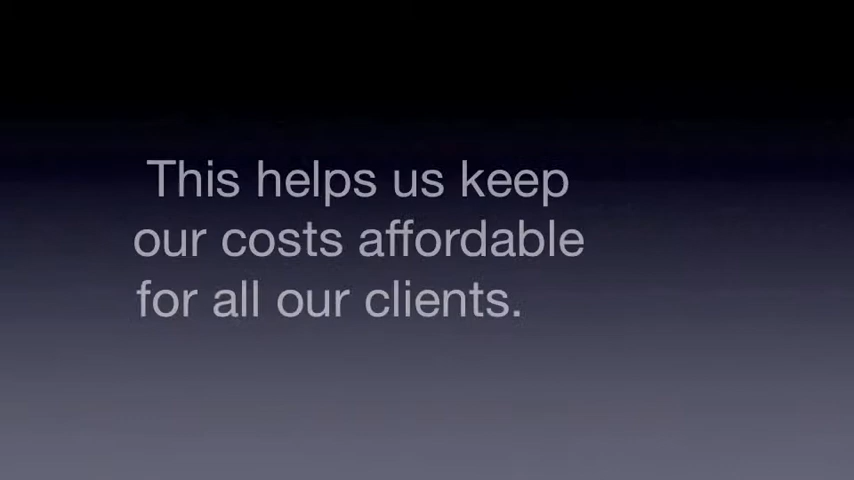 This helps us keep
our costs affordable
for all our clients.